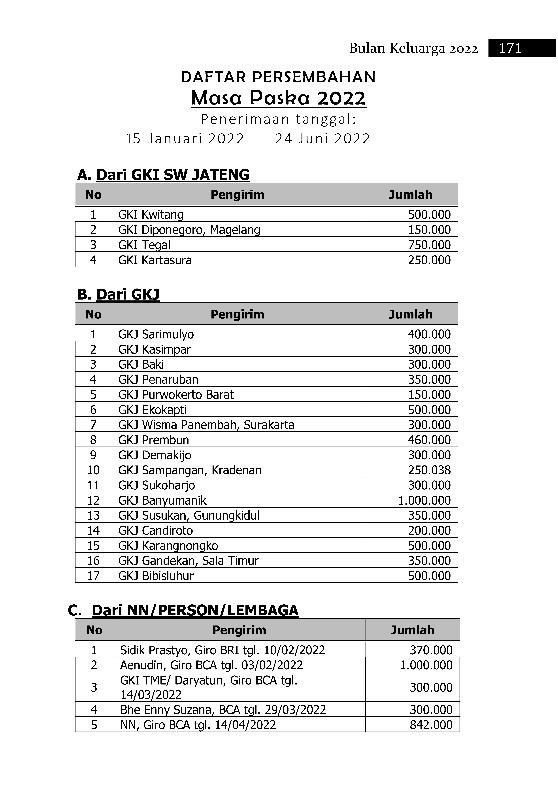 Bulan Keluarga 2022 171
DAFTAR PERSEMBAHAN
Masa Paska 2022
Penerimaan tanggal:
15 Januari 2022 24 Juni 2022
A. Dari GKI SW JATENG
No Pengirim Jumlah
1 GKI Kwitang 500.000
2 GKI Diponegoro, Magelang 150.000
3 GKI Tegal 750.000
4 GKI Kartasura 250.000
B. Dari GKJ
No Pengirim Jumlah
1 GKJ Sarimulyo 400.000
2 GKJ Kasimpar 300.000
3 GKJ Baki 300.000
4 GKJ Penaruban 350.000
5 GKJ Purwokerto Barat 150.000
6 GKJ Ekokapti 500.000
7 GKJ Wisma Panembah, Surakarta 300.000
8 GKJ Prembun 460.000
9 GKJ Demakijo 300.000
10 GKJ Sampangan, Kradenan 250.038
11 GKJ Sukoharjo 300.000
12 GKJ Banyumanik 1.000.000
13 GKJ Susukan, Gunungkidul 350.000
14 GKJ Candiroto 200.000
15 GKJ Karangnongko 500.000
16 GKJ Gandekan, Sala Timur 350.000
17 GKJ Bibisluhur 500.000
C. Dari NN/PERSON/LEMBAGA
No Pengirim Jumlah
1 Sidik Prastyo, Giro BRI tgl. 10/02/2022 370.000
2 Aenudin, Giro BCA tgl. 03/02/2022 1.000.000
3 GKI TME/ Daryatun, Giro BCA tgl.
14/03/2022 300.000
4 Bhe Enny Suzana, BCA tgl. 29/03/2022 300.000
5 NN, Giro BCA tgl. 14/04/2022 842.000